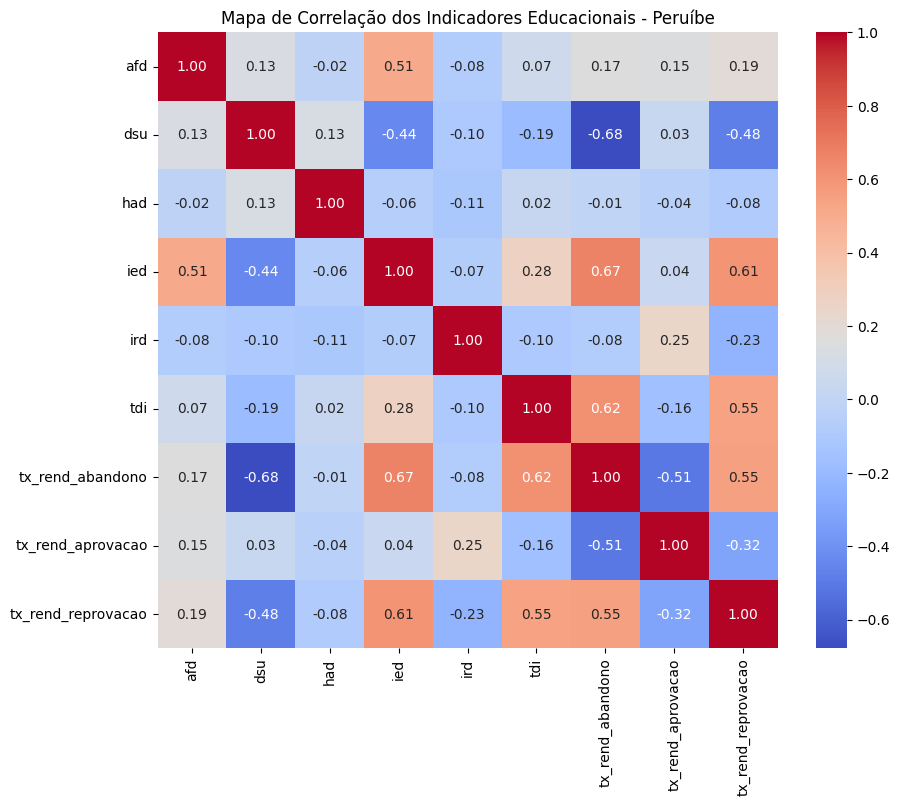 Mapa de Correlação dos Indicadores Educacionais - Peruíbe
afd 1.00 0.13 -0.02 0.51 -0.08 0.07 0.17 0.15 0.19
dsu 0.13 1.00 0.13 -0.44 -0.10 -0.19 -0.68 0.03 -0.48
had -0.02 0.13 1.00 -0.06 -0.11 0.02 -0.01 -0.04 -0.08
ied 0.51 -0.44 -0.06 1.00 -0.07 0.28 0.67 0.04 0.61
ird -0.08 -0.10 -0.11 -0.07 1.00 -0.10 -0.08 0.25 -0.23
tdi 0.07 -0.19 0.02 0.28 -0.10 1.00 0.62 -0.16 0.55
tx_rend_abandono 0.17 -0.68 -0.01 0.67 -0.08 0.62 1.00 -0.51 0.55
tx_rend_aprovacao 0.15 0.03 -0.04 0.04 0.25 -0.16 -0.51 1.00 -0.32
tx_rend_reprovacao 0.19 -0.48 -0.08 0.61 -0.23 0.55 0.55 -0.32 1.00
afd dsu had ied ird tdi tx_rend_abandono tx_rend_aprovacao tx_rend_reprovacao
1.0
0.8
0.6
0.4
0.2
0.0
−0.2
−0.4
−0.6